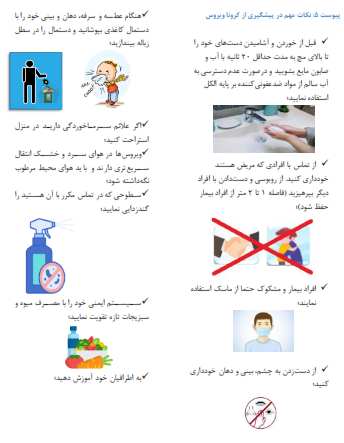 پیوست ۵: نکات مهم در پیشگیری از کرونا ویروس
✓ قبل از خوردن و آشامیدن دست‌های خود را
تا بالای مچ به مدت حداقل ۲۰ ثانیه با آب و
صابون مایع بشویید و درصورت عدم دسترسی به
آب سالم از مواد ضدعفونی‌کننده بر پایه الکل
استفاده نمایید؛
✓ از تماس با افرادی که مریض هستند
خودداری کنید. از روبوسی و دست‌دادن با افراد
دیگر بپرهیزید (فاصله ۱ تا ۲ متر از افراد بیمار
حفظ شود)؛
✓ افراد بیمار و مشکوک حتما از ماسک استفاده
نمایند؛
✓ از دست‌زدن به چشم، بینی و دهان خودداری
کنید؛
✓هنگام عطسه و سرفه، دهان و بینی خود را با
دستمال کاغذی بپوشانید و دستمال را در سطل
زباله بیندازید؛
✓اگر علائم سرماخوردگی دارید در منزل
استراحت کنید؛
✓ویروس‌ها در هوای سرد و خشک انتقال
سریع‌تری دارند و باید هوای محیط مرطوب
نگه‌داشته شود؛
✓سطوحی که در تماس مکرر با آن هستید را
گندزدایی نمایید؛
✓سیستم ایمنی خود را با مصرف میوه و
سبزیجات تازه تقویت نمایید؛
✓به اطرافیان خود آموزش دهید؛